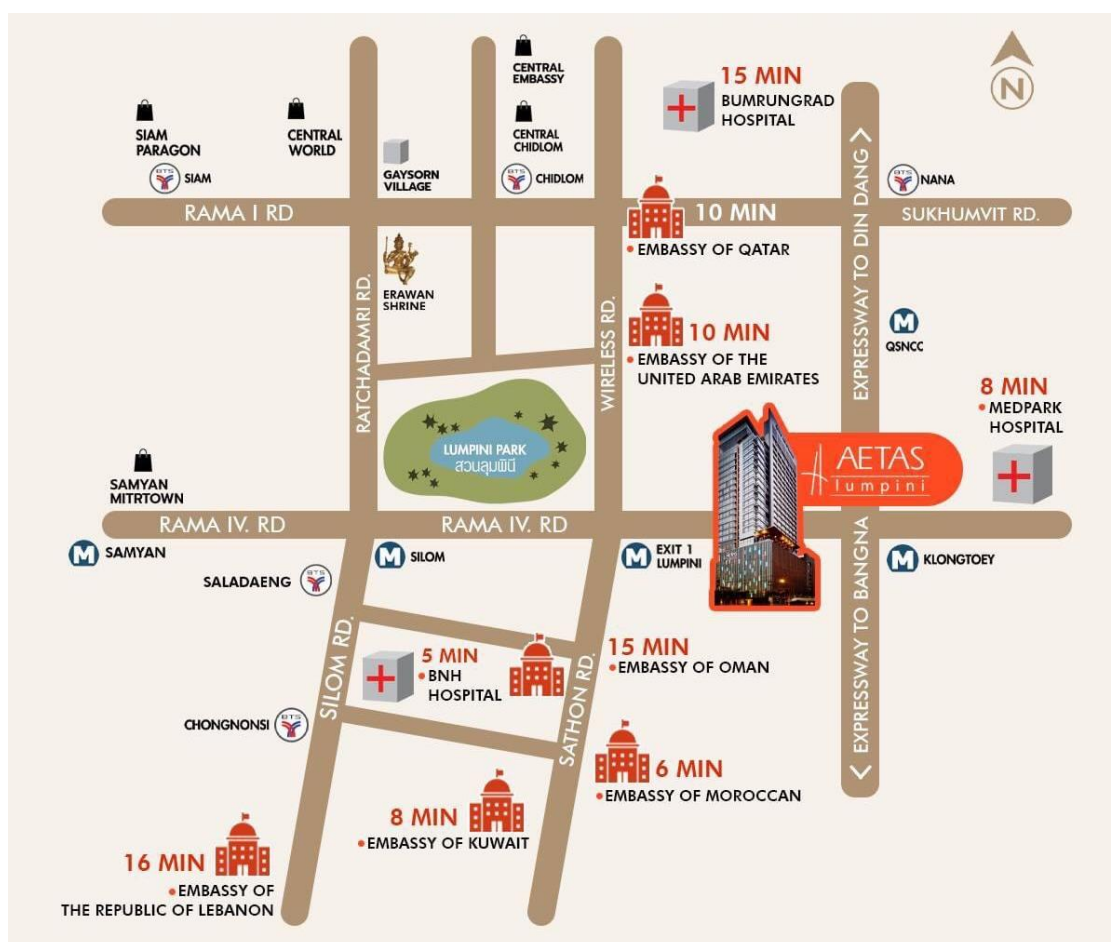 N
CENTRAL
EMBASSY
15 MIN
BUMRUNGRAD
HOSPITAL
SIAM
PARAGON
CENTRAL
WORLD
CENTRAL
CHIDLOM
GAYSORN
VILLAGE
BTS
SIAM
BTS
CHIDLOM
BTS
NANA
RAMA I RD
10 MIN
SUKHUMVIT RD.
EMBASSY OF QATAR
EXPRESSWAY TO DIN DANG
ERAWAN
SHRINE
RATCHADAMRI RD.
WIRELESS RD.
10 MIN
EMBASSY OF THE
UNITED ARAB EMIRATES
M
QSNCC
8 MIN
MEDPARK
HOSPITAL
LUMPINI PARK
สวนลุมพินี
AETAS
lumpini
SAMYAN
MITRTOWN
RAMA IV. RD
RAMA IV. RD
M
SAMYAN
M
SILOM
M
EXIT 1
LUMPINI
M
KLONGTOEY
EXPRESSWAY TO BANGNA
SALADAENG
BTS
SILOM RD.
5 MIN
BNH
HOSPITAL
15 MIN
EMBASSY OF OMAN
SATHON RD.
CHONGNONSI
BTS
6 MIN
EMBASSY OF MOROCCAN
8 MIN
EMBASSY OF KUWAIT
16 MIN
EMBASSY OF
THE REPUBLIC OF LEBANON